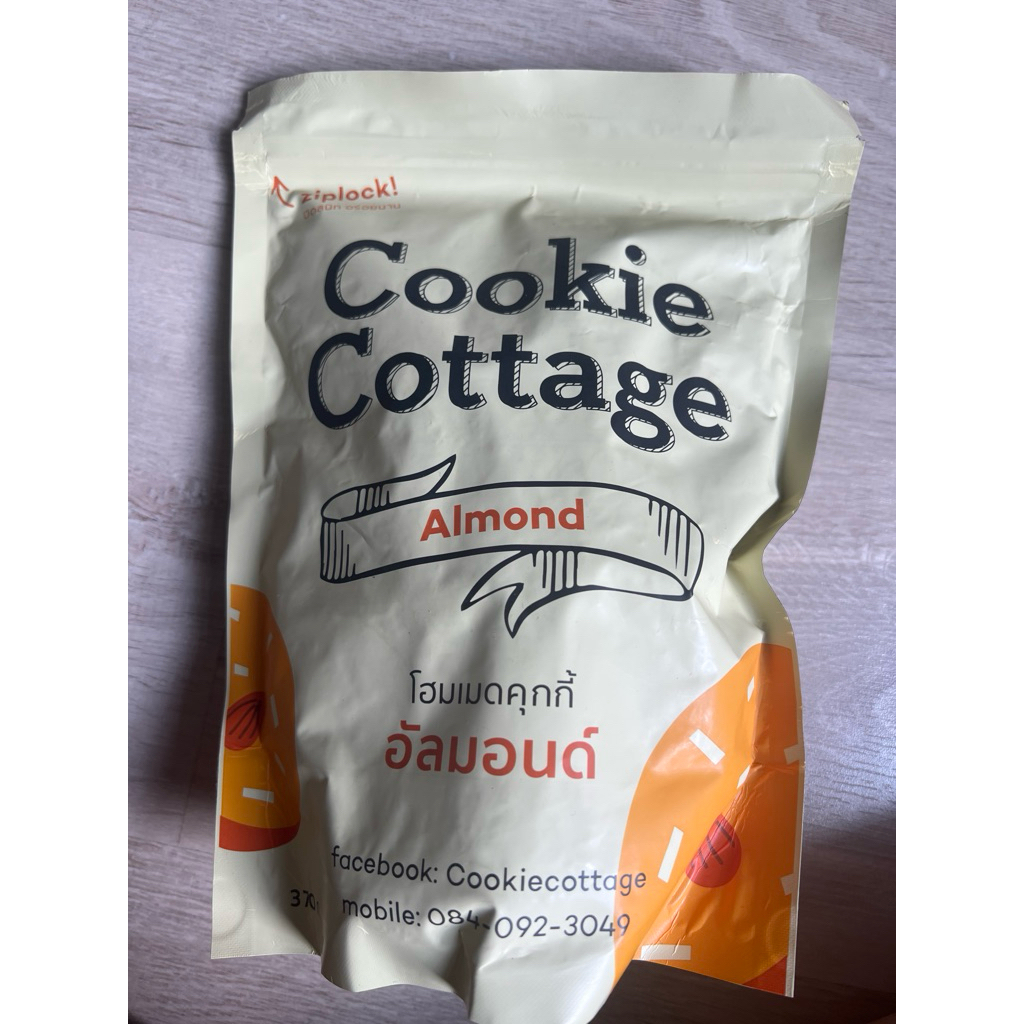 ziplock!
Cookie
Cottage
Almond
โฮมเมดคุกกี้
อัลมอนด์
facebook: Cookiecottage
370
mobile: 084-092-3049